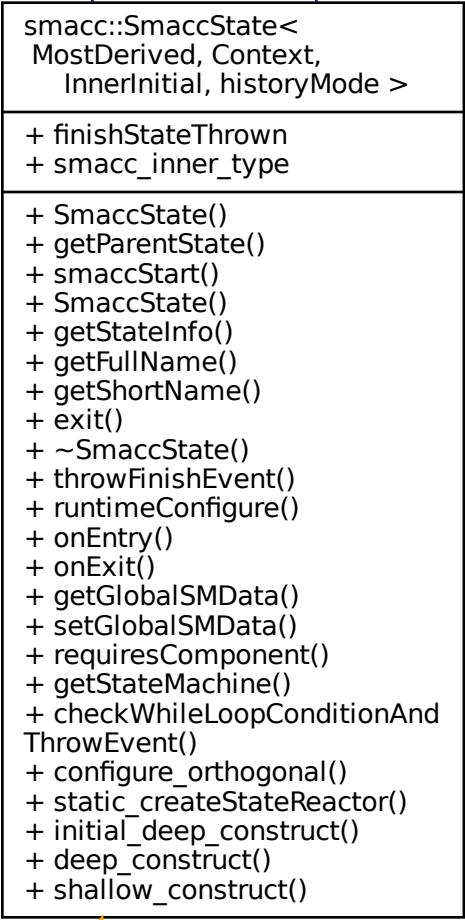 smacc::SmaccState<
MostDerived, Context,
InnerInitial, historyMode >
+ finishStateThrown
+ smacc_inner_type
+ SmaccState()
+ getParentState()
+ smaccStart()
+ SmaccState()
+ getStateInfo()
+ getFullName()
+ getShortName()
+ exit()
+ ~SmaccState()
+ throwFinishEvent()
+ runtimeConfigure()
+ onEntry()
+ onExit()
+ getGlobalSMData()
+ setGlobalSMData()
+ requiresComponent()
+ getStateMachine()
+ checkWhileLoopConditionAnd
ThrowEvent()
+ configure_orthogonal()
+ static_createStateReactor()
+ initial_deep_construct()
+ deep_construct()
+ shallow_construct()